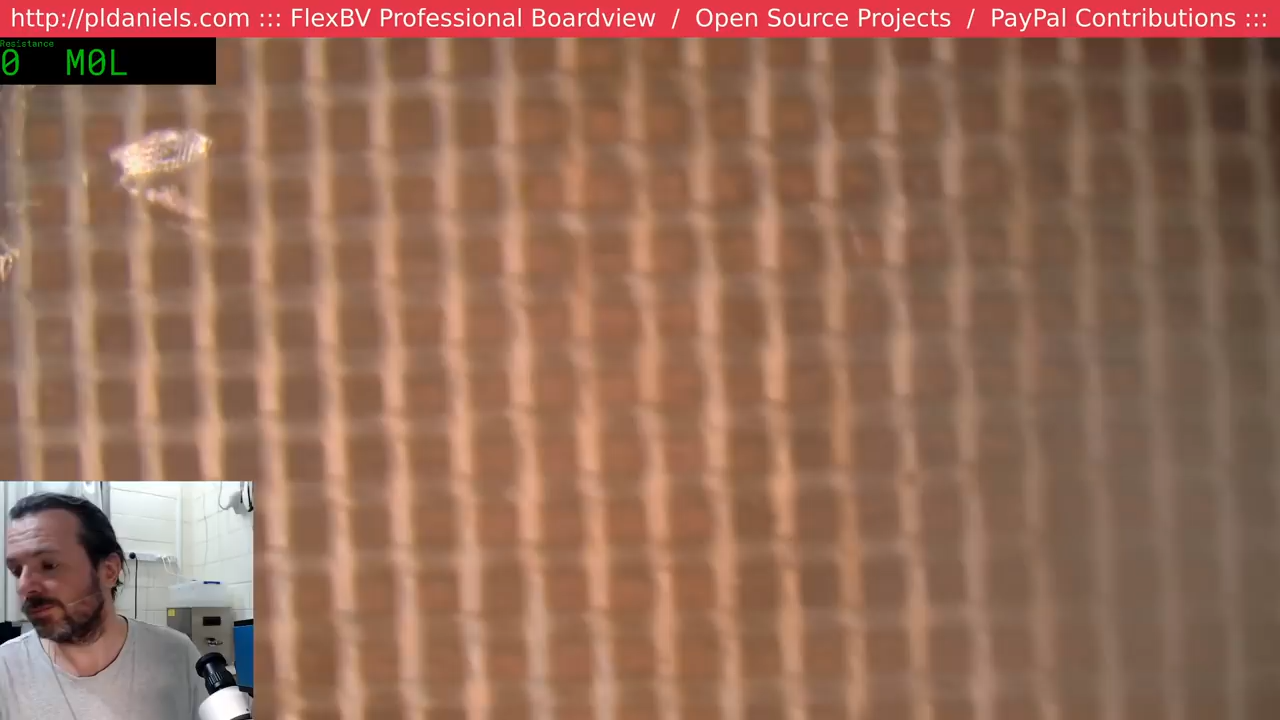 http://pldaniels.com ::: FlexBV Professional Boardview / Open Source Projects / PayPal Contributions :::
Resistance
0 M0L